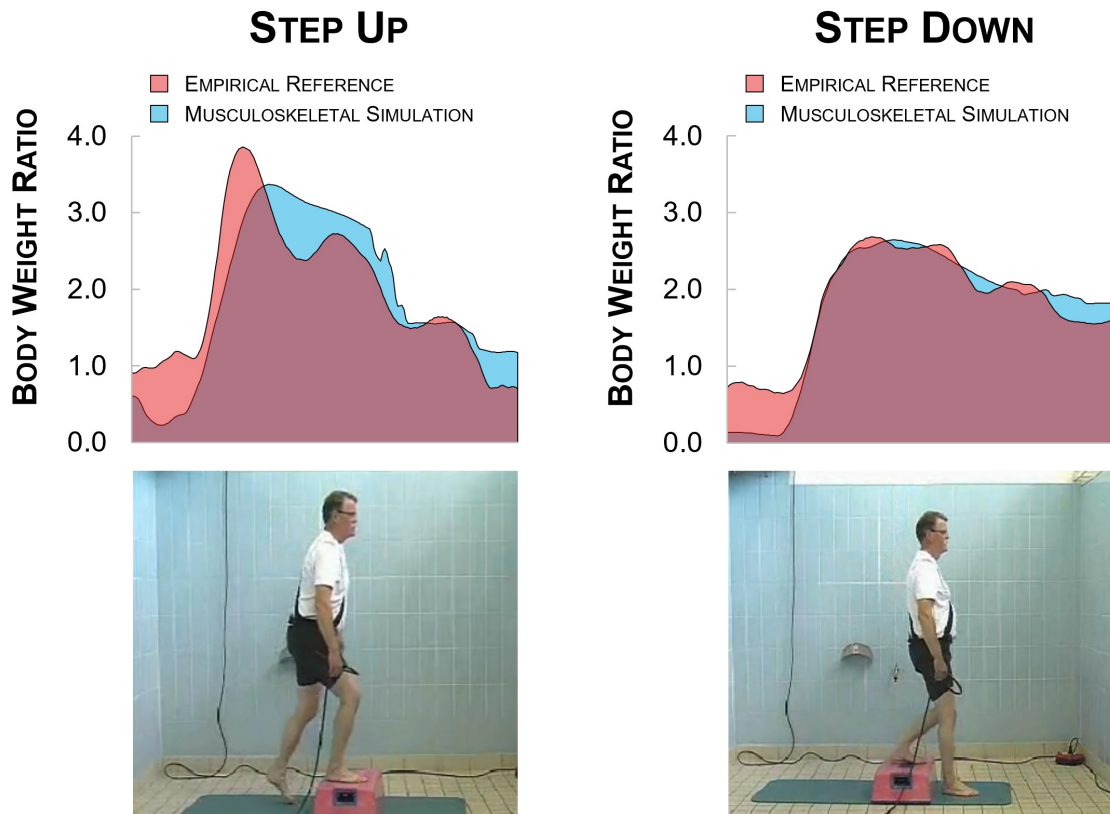 STEP UP
EMPIRICAL REFERENCE
MUSCULOSKELETAL SIMULATION
BODY WEIGHT RATIO
4.0
3.0
2.0
1.0
0.0
STEP DOWN
EMPIRICAL REFERENCE
MUSCULOSKELETAL SIMULATION
BODY WEIGHT RATIO
4.0
3.0
2.0
1.0
0.0